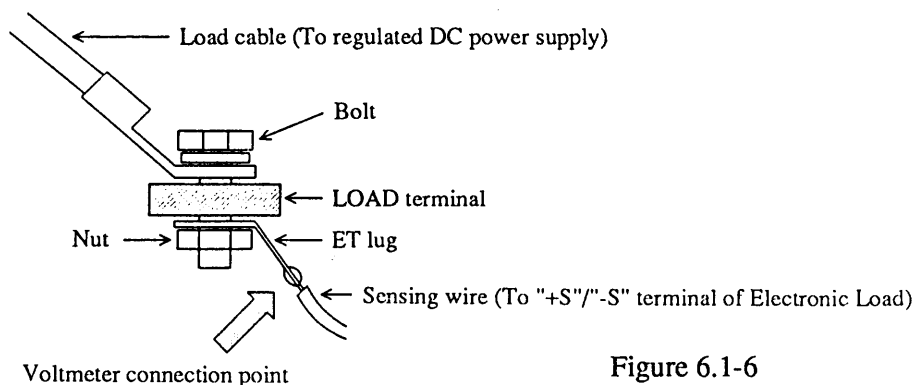 Load cable (To regulated DC power supply)
Bolt
LOAD terminal
Nut
ET lug
Sensing wire (To "+S"/"-S" terminal of Electronic Load)
Voltmeter connection point
Figure 6.1-6